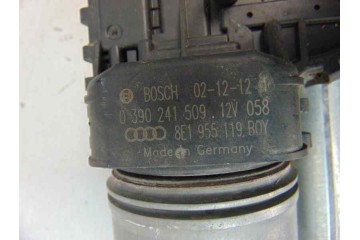 BOSCH 02-12-12
0 390 241 509 . 12V 058
8E1 955 119 BOY
Made in Germany